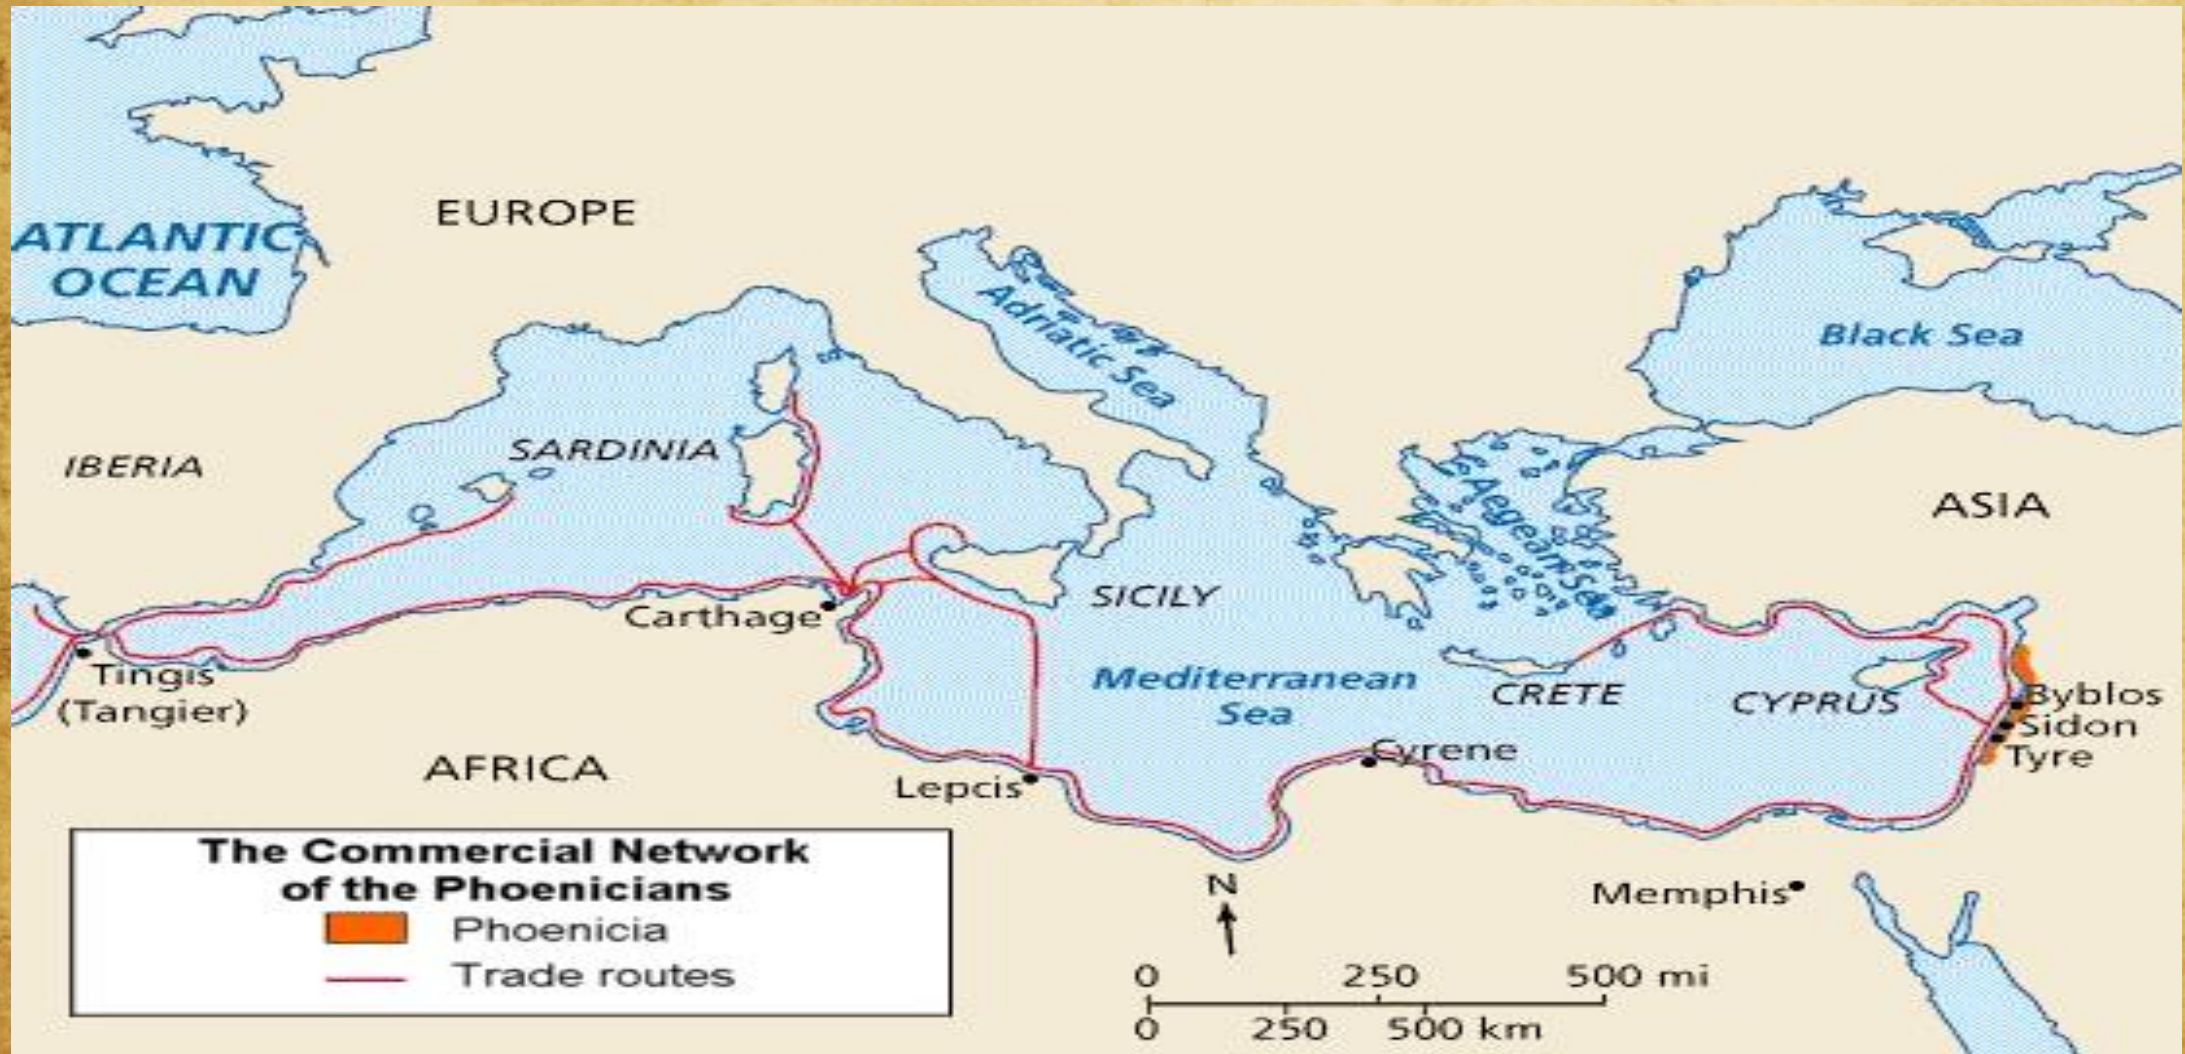 EUROPE
ATLANTIC
OCEAN
Adriatic Sea
Black Sea
SARDINIA
IBERIA
Aegean Sea
ASIA
SICILY
Carthage
Tingis
(Tangier)
Mediterranean
Sea
CRETE
CYPRUS
Byblos
Sidon
Tyre
Cyrene
AFRICA
Lepcis
Memphis
The Commercial Network
of the Phoenicians
Phoenicia
Trade routes
N
0 250 500 mi
0 250 500 km